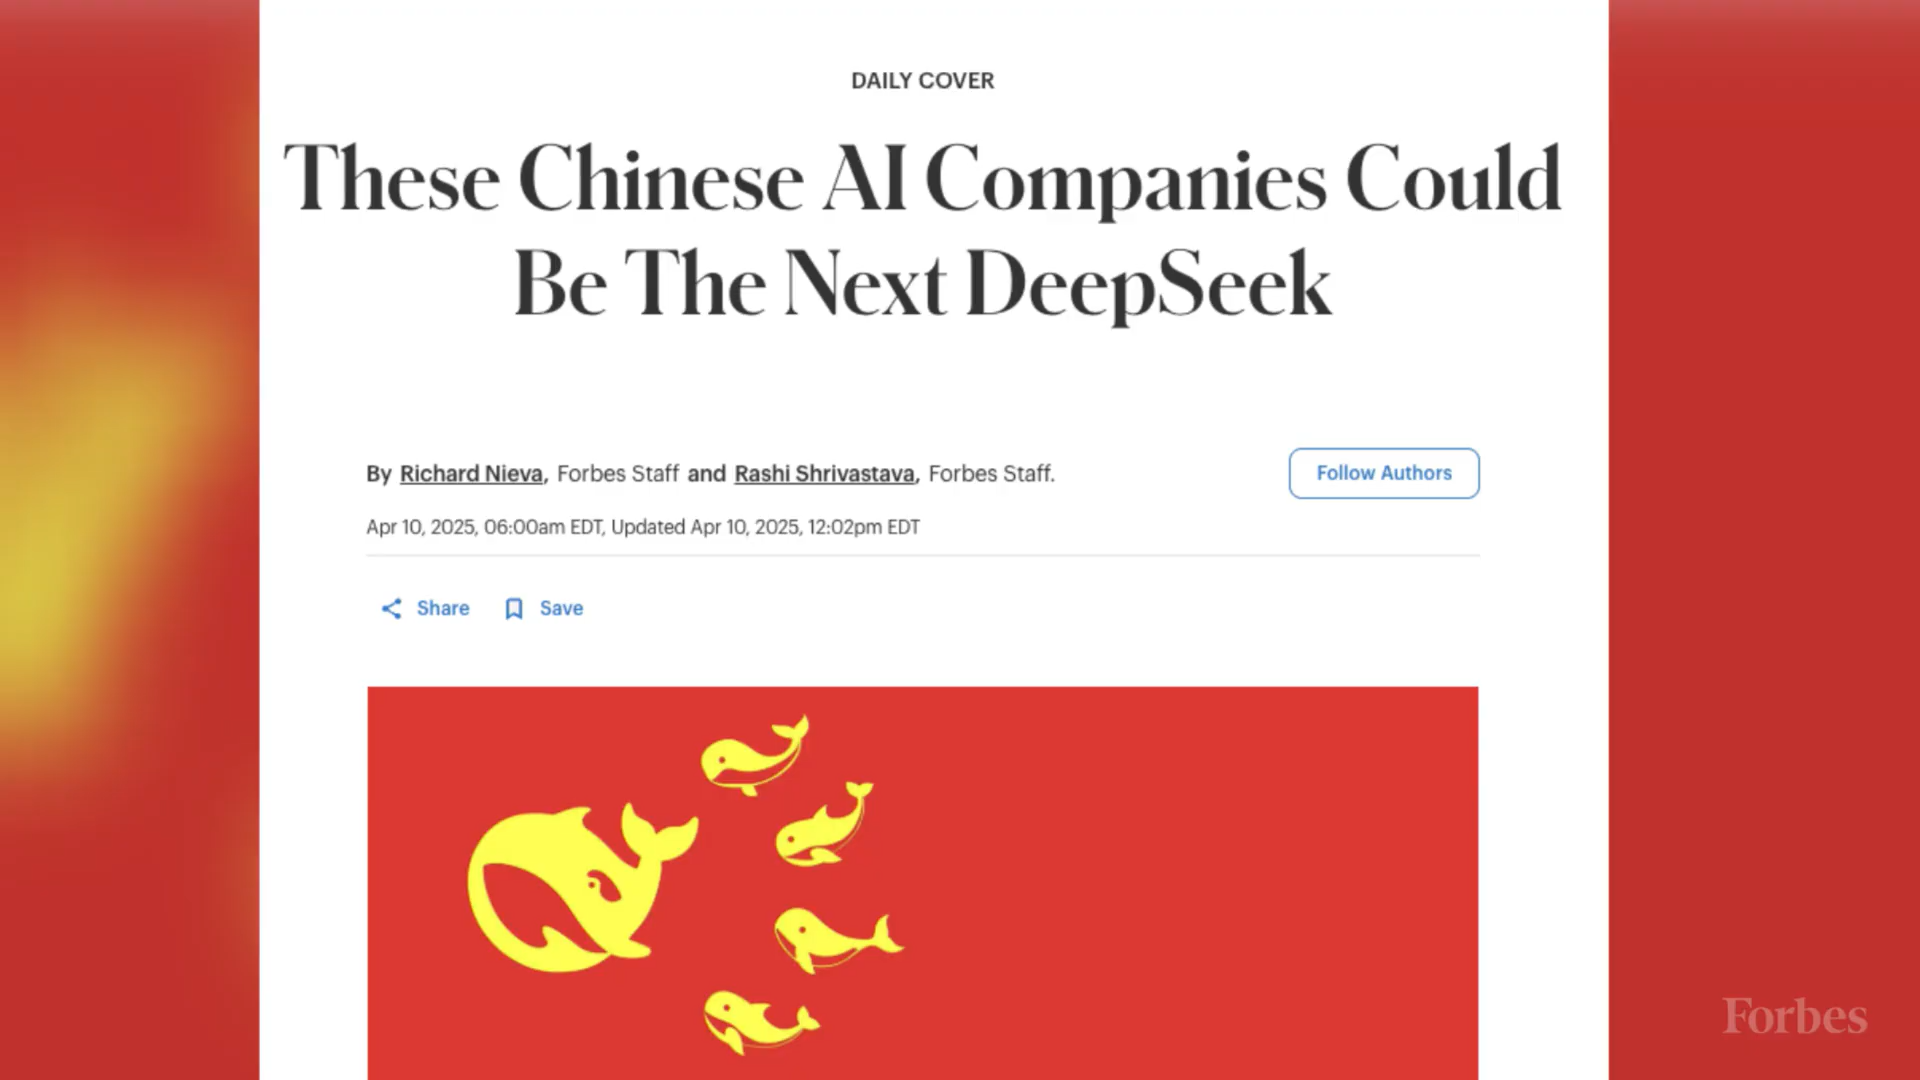 DAILY COVER
These Chinese AI Companies Could
Be The Next DeepSeek
By Richard Nieva, Forbes Staff and Rashi Shrivastava, Forbes Staff.
Follow Authors
Apr 10, 2025, 06:00am EDT, Updated Apr 10, 2025, 12:02pm EDT
Share Save
Forbes